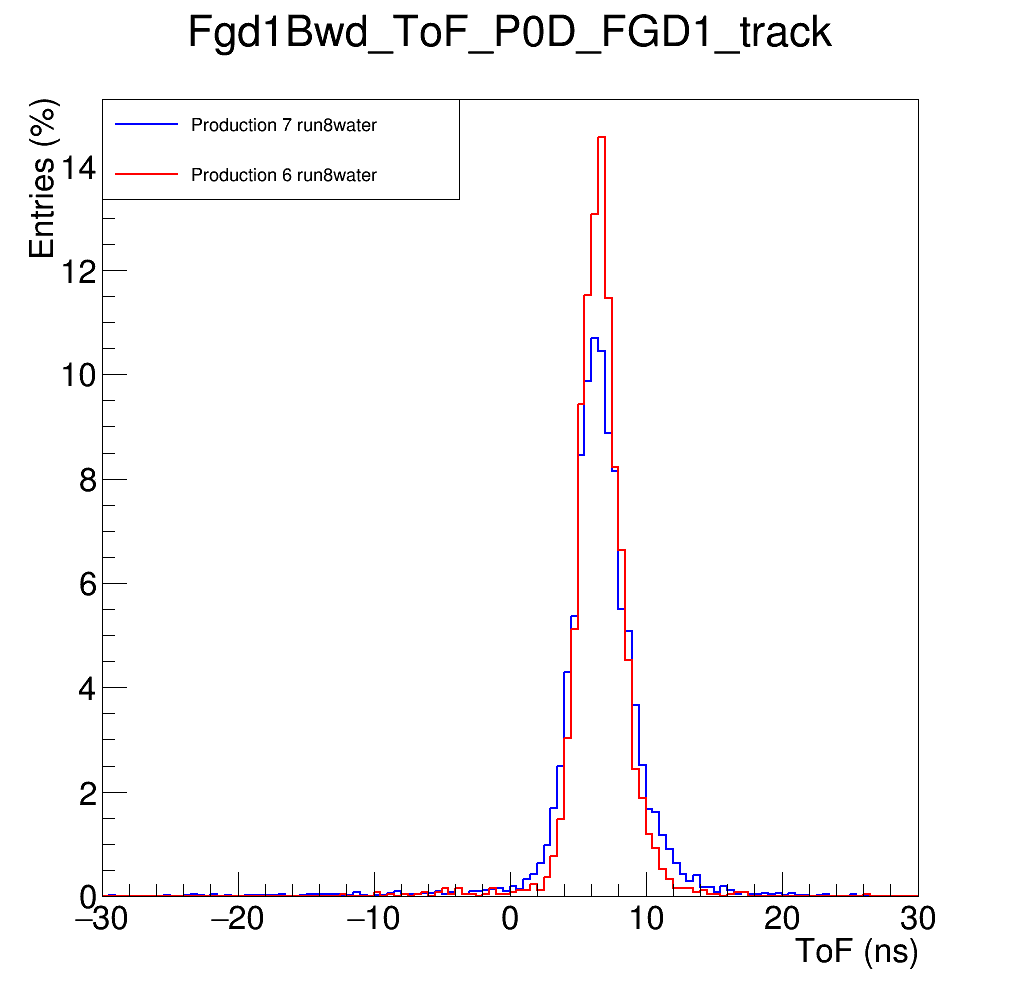 Fgd1Bwd_ToF_P0D_FGD1_track
Entries (%)
Production 7 run8water
Production 6 run8water
14
12
10
8
6
4
2
0
−30 −20 −10 0 10 20 30
ToF (ns)